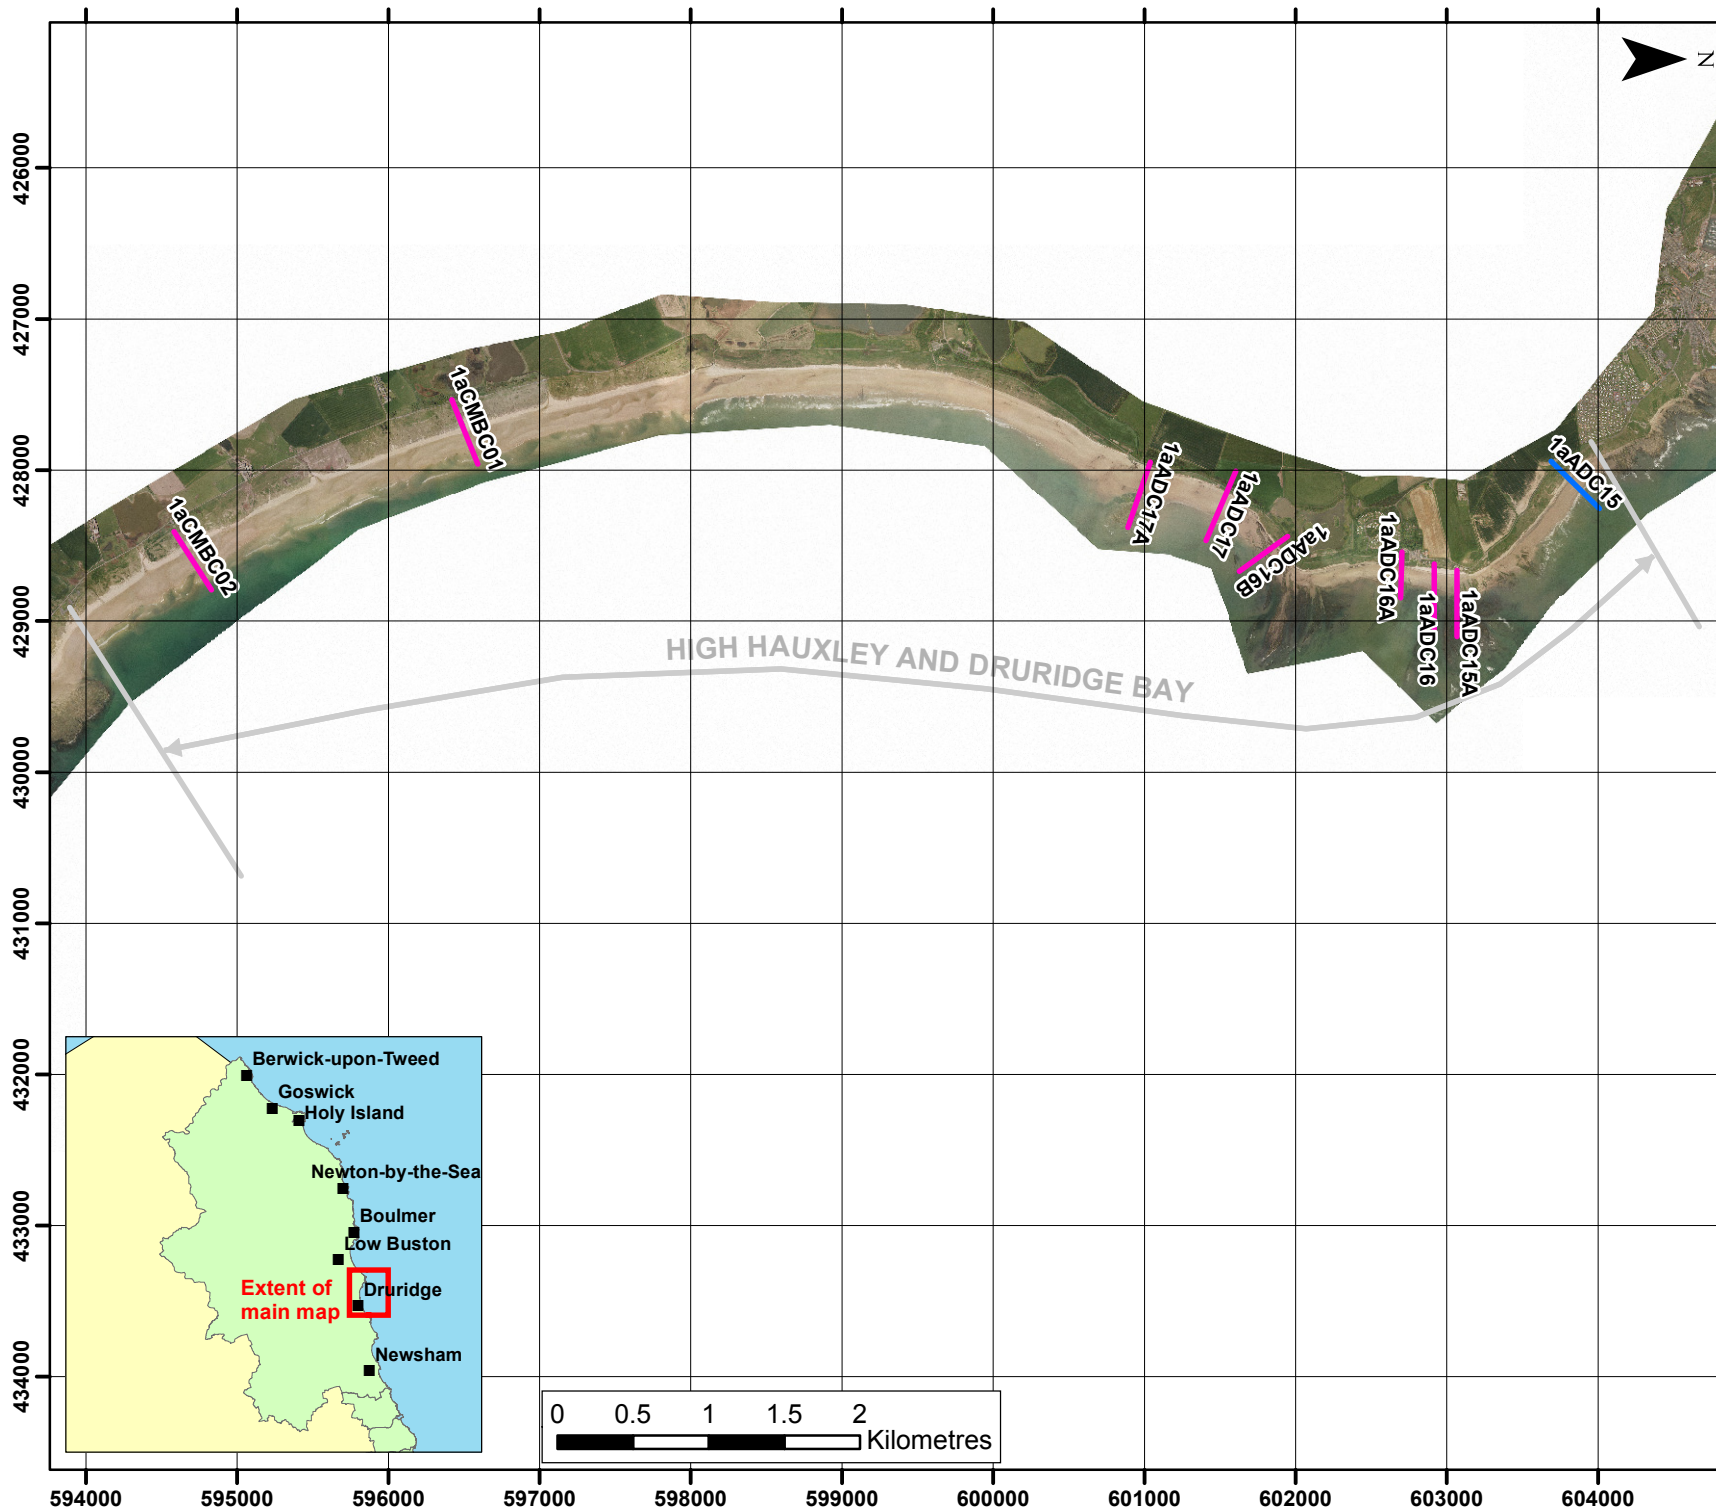 N
426000
427000
428000
429000
430000
431000
432000
433000
434000
1aCMBC02
1aCMBC01
1aADC17A
1aADC17
1aADC16B
1aADC16A
1aADC16
1aADC15A
1aADC15
HIGH HAUXLEY AND DRURIDGE BAY
Berwick-upon-Tweed
Goswick
Holy Island
Newton-by-the-Sea
Boulmer
Low Buston
Extent of
main map
Druridge
Newsham
0 0.5 1 1.5 2
Kilometres
594000 595000 596000 597000 598000 599000 600000 601000 602000 603000 604000